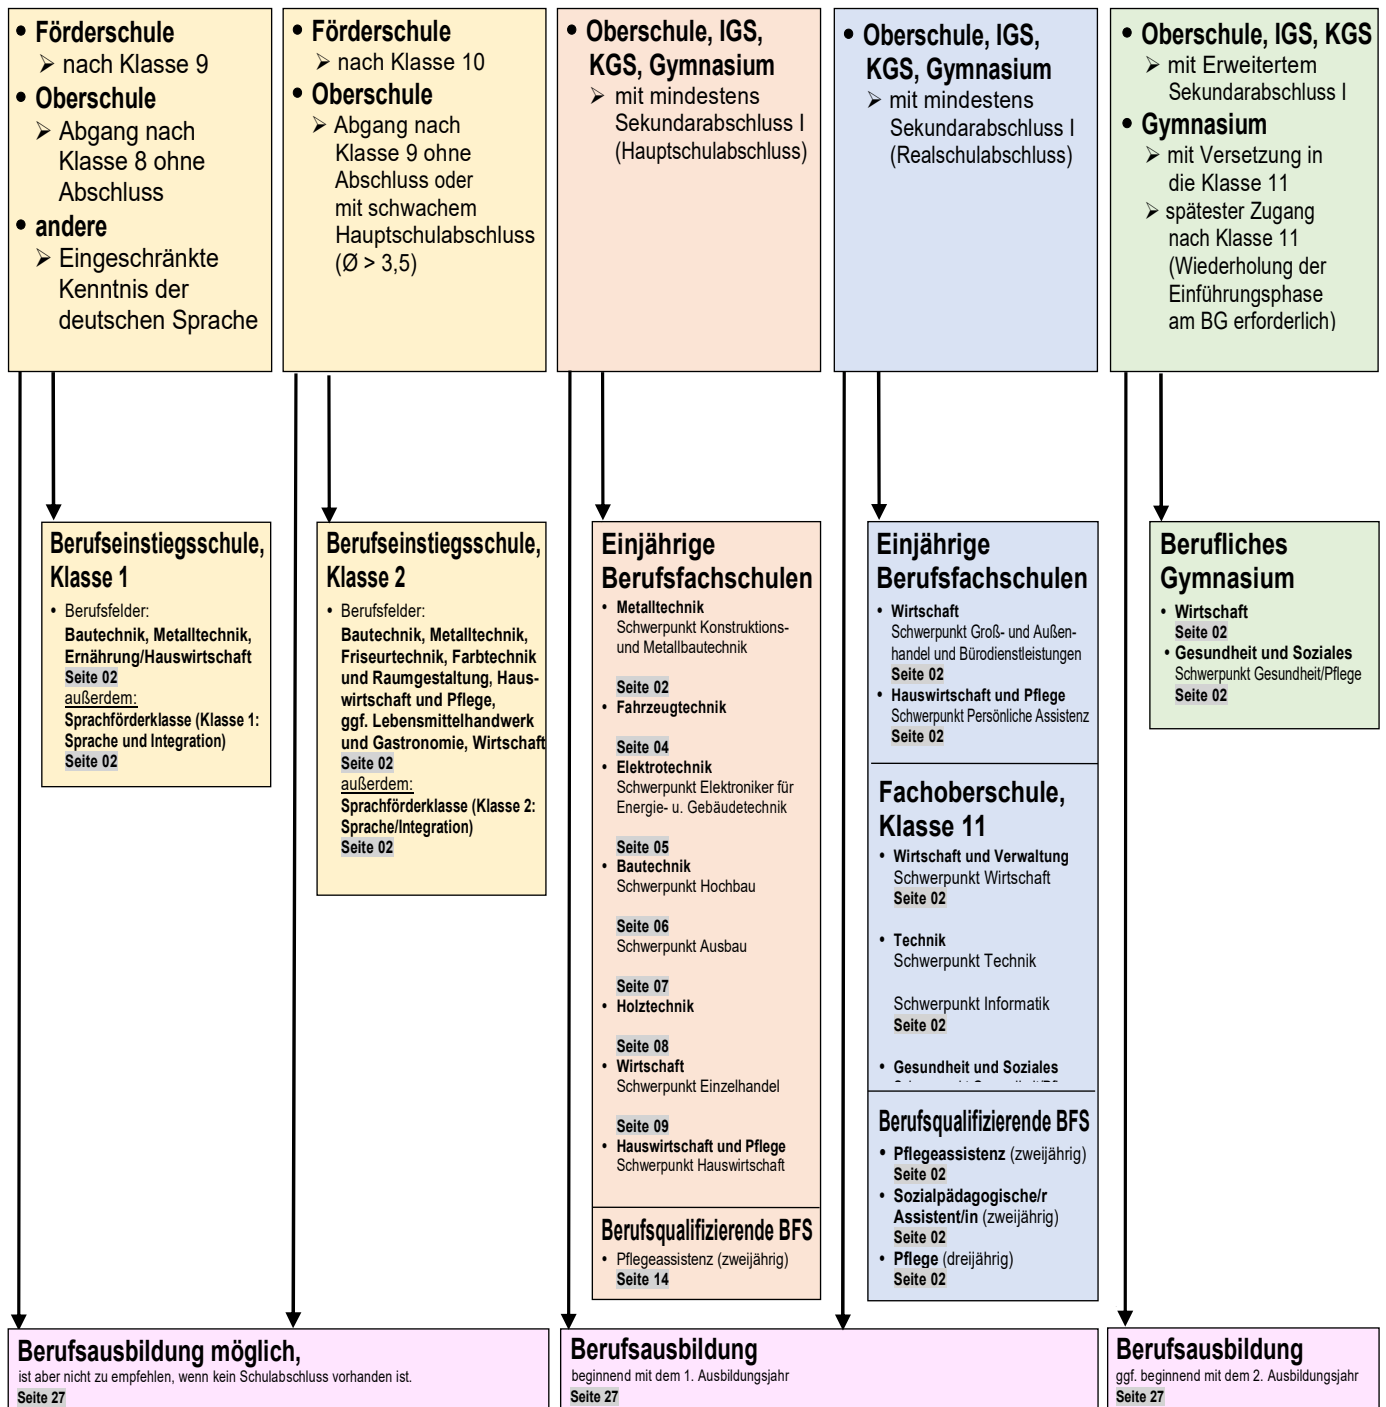 • Förderschule
➢ nach Klasse 9
• Oberschule
➢ Abgang nach
Klasse 8 ohne
Abschluss
• andere
➢ Eingeschränkte
Kenntnis der
deutschen Sprache
• Förderschule
➢ nach Klasse 10
• Oberschule
➢ Abgang nach
Klasse 9 ohne
Abschluss oder
mit schwachem
Hauptschulabschluss
(Ø > 3,5)
• Oberschule, IGS,
KGS, Gymnasium
➢ mit mindestens
Sekundarabschluss I
(Hauptschulabschluss)
• Oberschule, IGS,
KGS, Gymnasium
➢ mit mindestens
Sekundarabschluss I
(Realschulabschluss)
• Oberschule, IGS, KGS
➢ mit Erweitertem
Sekundarabschluss I
• Gymnasium
➢ mit Versetzung in
die Klasse 11
➢ spätester Zugang
nach Klasse 11
(Wiederholung der
Einführungsphase
am BG erforderlich)
Berufseinstiegsschule,
Klasse 1
• Berufsfelder:
Bautechnik, Metalltechnik,
Ernährung/Hauswirtschaft
Seite 02
außerdem:
Sprachförderklasse (Klasse 1:
Sprache und Integration)
Seite 02
Berufseinstiegsschule,
Klasse 2
• Berufsfelder:
Bautechnik, Metalltechnik,
Friseurtechnik, Farbtechnik
und Raumgestaltung, Haus-
wirtschaft und Pflege,
ggf. Lebensmittelhandwerk
und Gastronomie, Wirtschaft
Seite 02
außerdem:
Sprachförderklasse (Klasse 2:
Sprache/Integration)
Seite 02
Einjährige
Berufsfachschulen
• Metalltechnik
Schwerpunkt Konstruktions-
und Metallbautechnik
Seite 02
• Fahrzeugtechnik
Seite 04
• Elektrotechnik
Schwerpunkt Elektroniker für
Energie- u. Gebäudetechnik
Seite 05
• Bautechnik
Schwerpunkt Hochbau
Seite 06
Schwerpunkt Ausbau
Seite 07
• Holztechnik
Seite 08
• Wirtschaft
Schwerpunkt Einzelhandel
Seite 09
• Hauswirtschaft und Pflege
Schwerpunkt Hauswirtschaft
Berufsqualifizierende BFS
• Pflegeassistenz (zweijährig)
Seite 14
Einjährige
Berufsfachschulen
• Wirtschaft
Schwerpunkt Groß- und Außen-
handel und Bürodienstleistungen
Seite 02
• Hauswirtschaft und Pflege
Schwerpunkt Persönliche Assistenz
Seite 02
Fachoberschule,
Klasse 11
• Wirtschaft und Verwaltung
Schwerpunkt Wirtschaft
Seite 02
• Technik
Schwerpunkt Technik
Schwerpunkt Informatik
Seite 02
• Gesundheit und Soziales
Berufsqualifizierende BFS
• Pflegeassistenz (zweijährig)
Seite 02
• Sozialpädagogische/r
Assistent/in (zweijährig)
Seite 02
• Pflege (dreijährig)
Seite 02
Berufliches
Gymnasium
• Wirtschaft
Seite 02
• Gesundheit und Soziales
Schwerpunkt Gesundheit/Pflege
Seite 02
Berufsausbildung möglich,
ist aber nicht zu empfehlen, wenn kein Schulabschluss vorhanden ist.
Seite 27
Berufsausbildung
beginnend mit dem 1. Ausbildungsjahr
Seite 27
Berufsausbildung
ggf. beginnend mit dem 2. Ausbildungsjahr
Seite 27